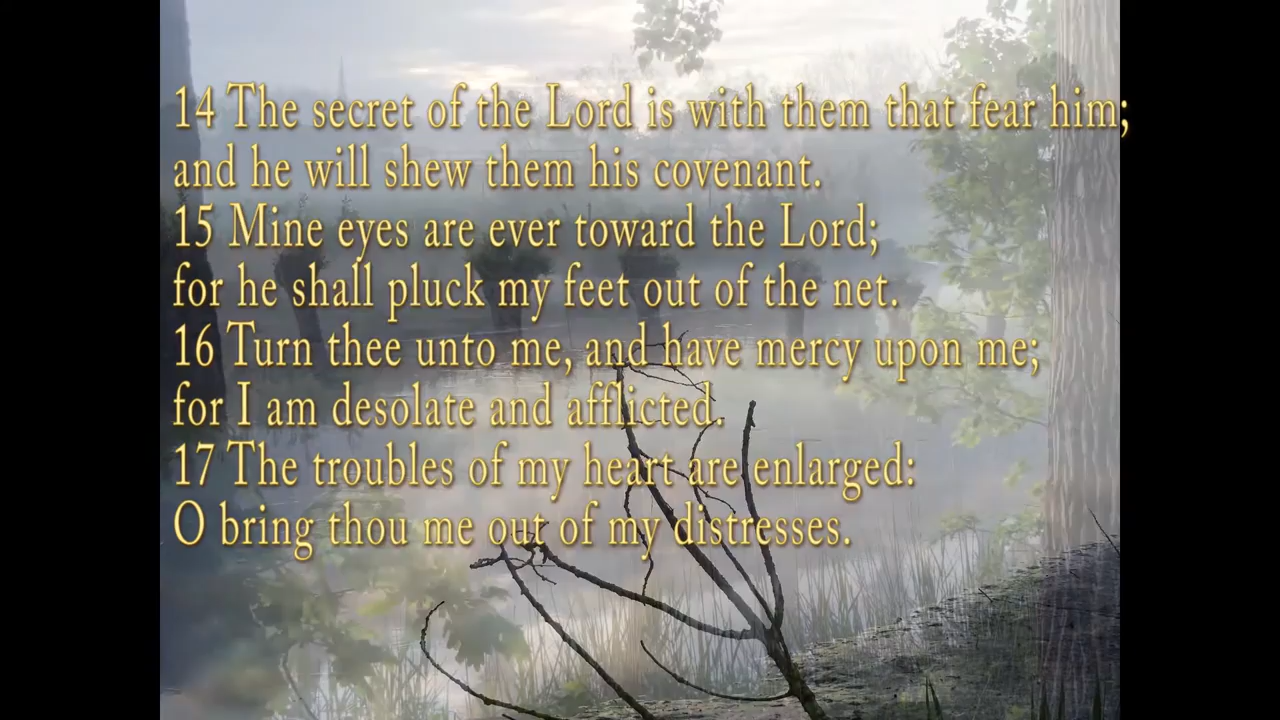 14 The secret of the Lord is with them that fear him;
and he will shew them his covenant.
15 Mine eyes are ever toward the Lord;
for he shall pluck my feet out of the net.
16 Turn thee unto me, and have mercy upon me;
for I am desolate and afflicted.
17 The troubles of my heart are enlarged:
O bring thou me out of my distresses.